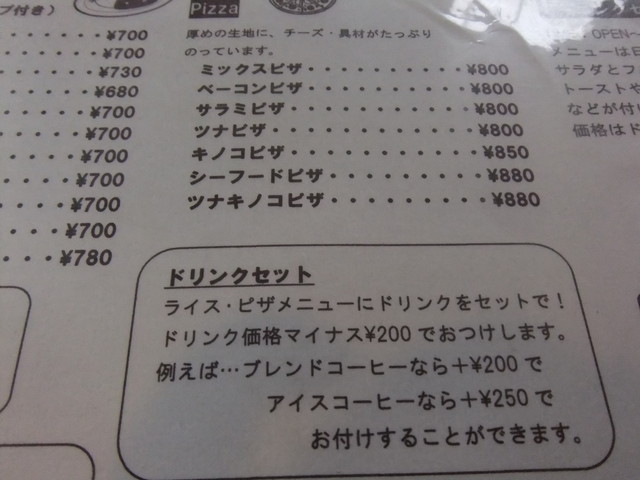 プ付き）
¥700
¥700
¥730
¥680
¥700
¥700
¥700
¥700
¥700
¥700
¥780
Pizza
厚めの生地に、チーズ・具材がたっぷり
のっています。
ミックスピザ・・・・・・・・・・¥800
ベーコンピザ・・・・・・・・・・¥800
サラミピザ・・・・・・・・・・・¥800
ツナピザ・・・・・・・・・・・・¥800
キノコピザ・・・・・・・・・・・¥850
シーフードピザ・・・・・・・・・¥880
ツナキノコピザ・・・・・・・・・¥880
OPEN～
メニューは
サラダとフ
トーストや
などが付
価格はド
ドリンクセット
ライス・ピザメニューにドリンクをセットで！
ドリンク価格マイナス¥200でおつけします。
例えば…ブレンドコーヒーなら＋¥200で
アイスコーヒーなら＋¥250で
お付けすることができます。